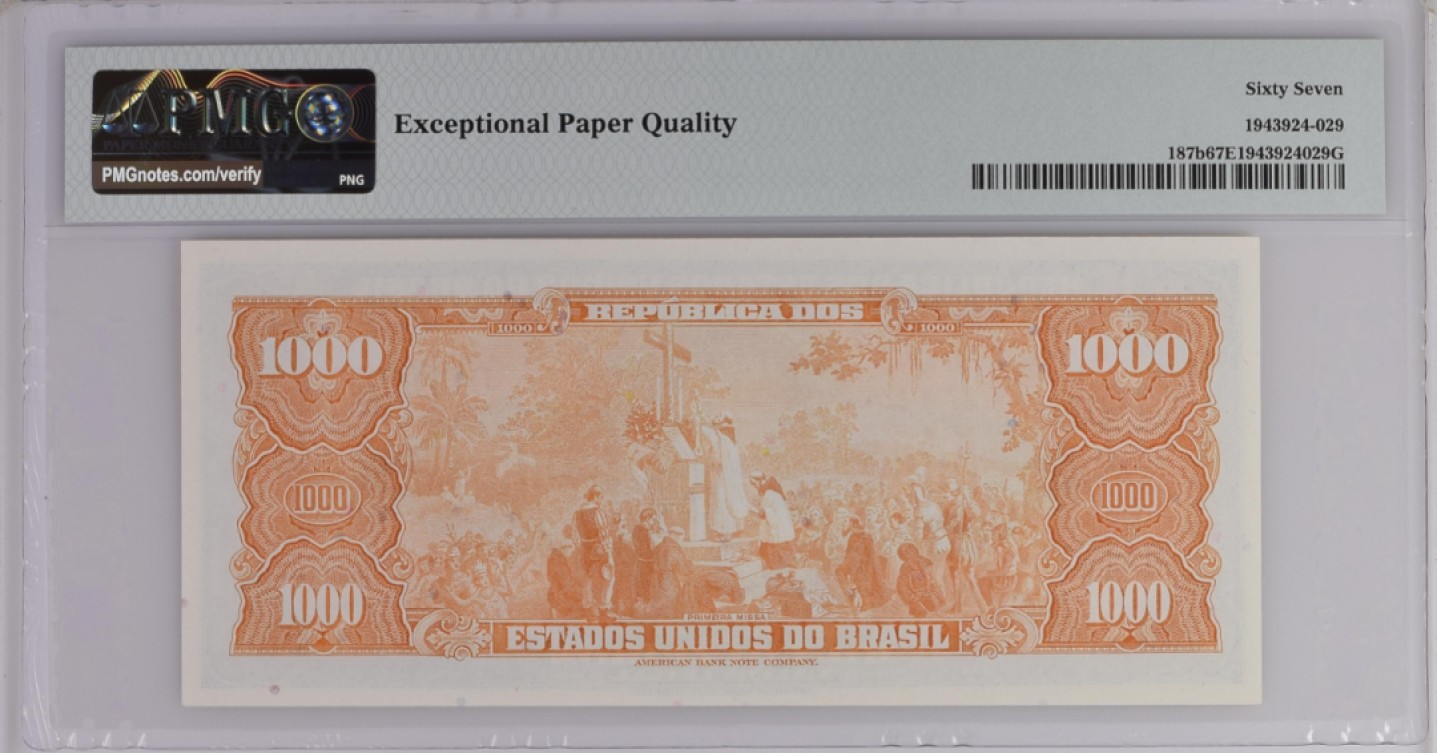 PMG
PMGnotes.com/verify
PNG
Exceptional Paper Quality
Sixty Seven
1943924-029
187b67E1943924029G
REPÚBLICA DOS
1000
1000
1000
1000
1000
1000
1000
1000
PRIMEIRA MISSA
ESTADOS UNIDOS DO BRASIL
AMERICAN BANK NOTE COMPANY.